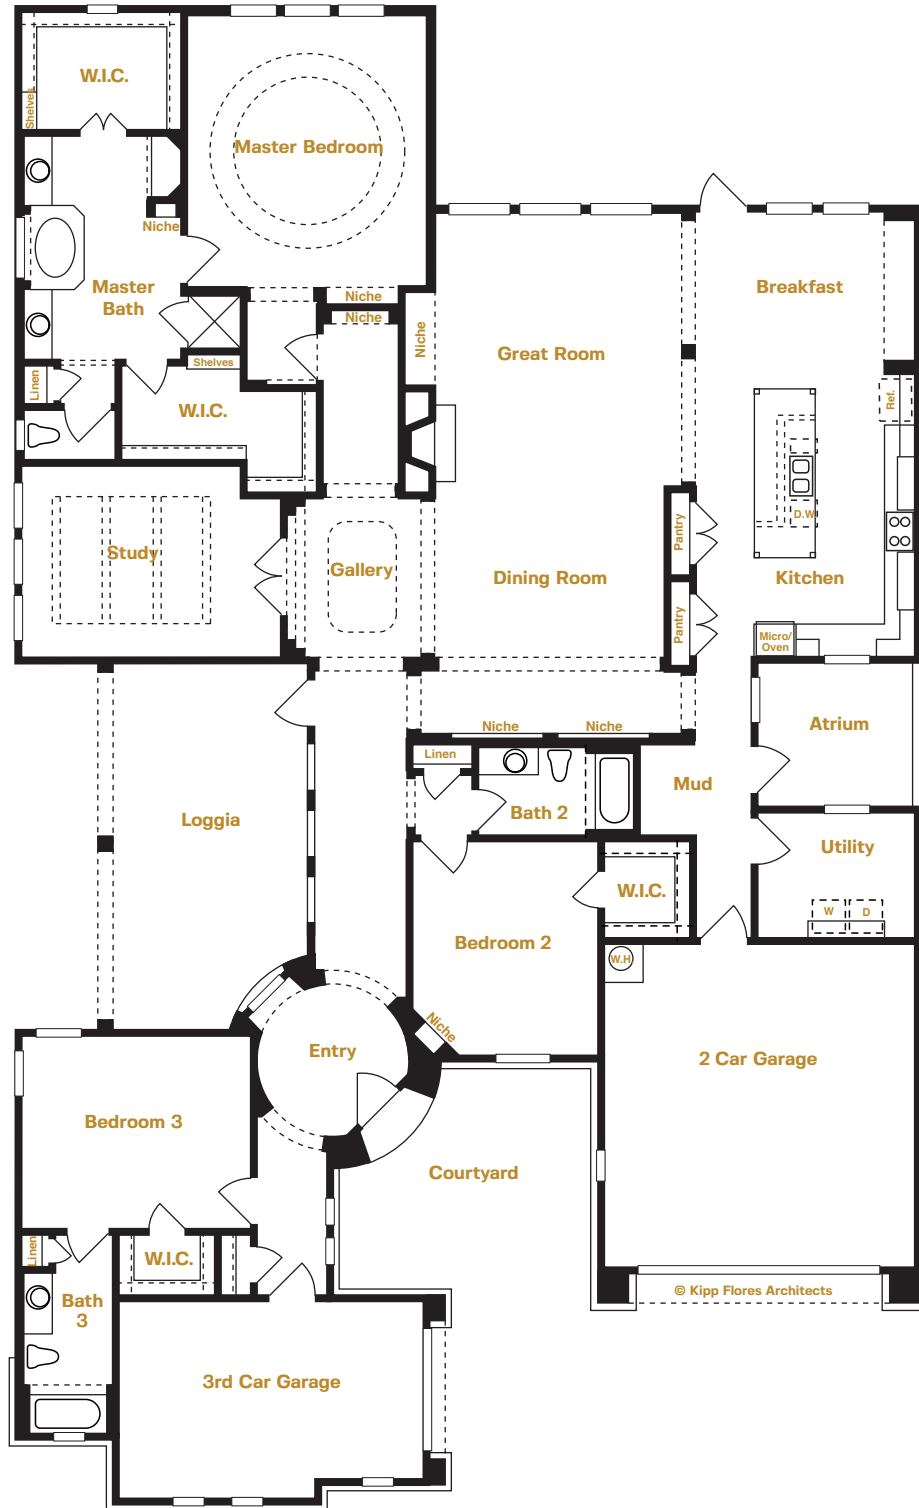 W.I.C.
Shelves
Master Bedroom
Niche
Master
Bath
Niche
Niche
Niche
Breakfast
Great Room
Shelves
Linen
W.I.C.
Ref.
D.W
Pantry
Study
Gallery
Dining Room
Kitchen
Pantry
Micro/
Oven
Niche
Niche
Atrium
Linen
Mud
Loggia
Bath 2
Utility
W.I.C.
W
D
Bedroom 2
W.H
Niche
Entry
2 Car Garage
Bedroom 3
Courtyard
Linen
W.I.C.
Bath
3
© Kipp Flores Architects
3rd Car Garage